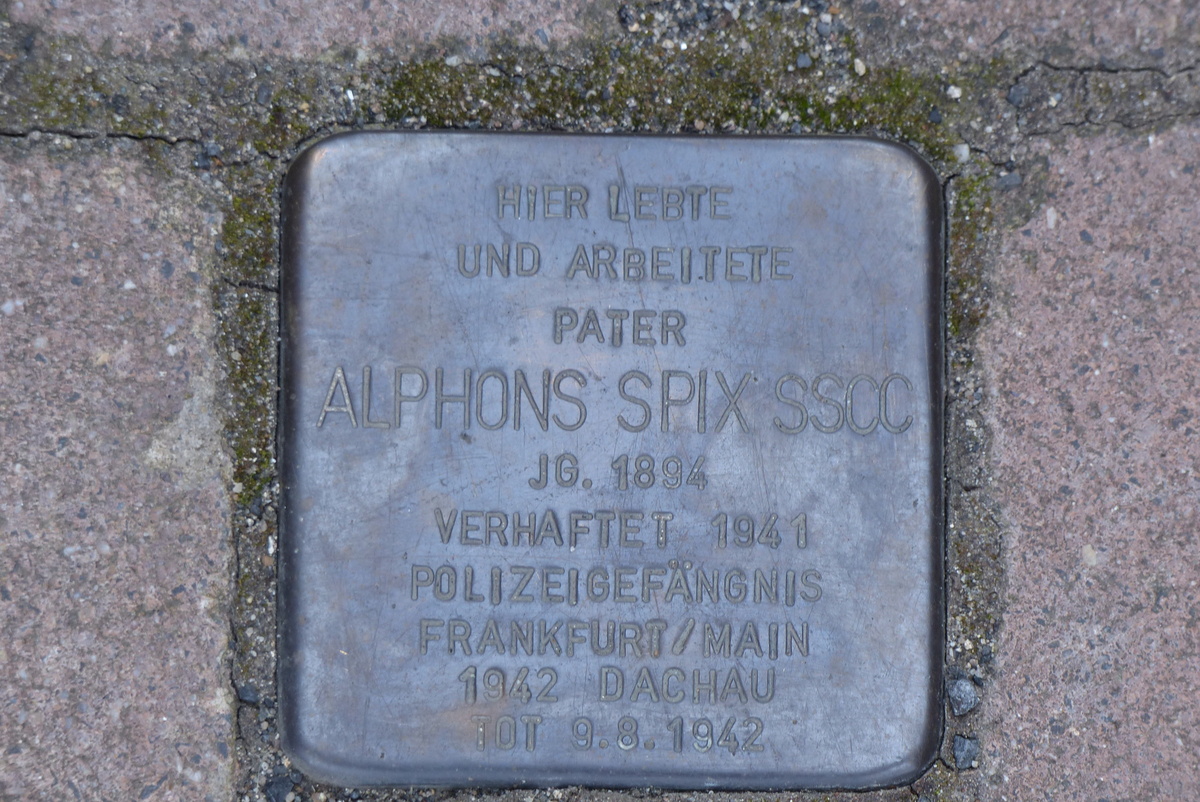 HIER LEBTE
UND ARBEITETE
PATER
ALPHONS SPIX SSCC
JG. 1894
VERHAFTET 1941
POLIZEIGEFÄNGNIS
FRANKFURT/MAIN
1942 DACHAU
TOT 9.8.1942